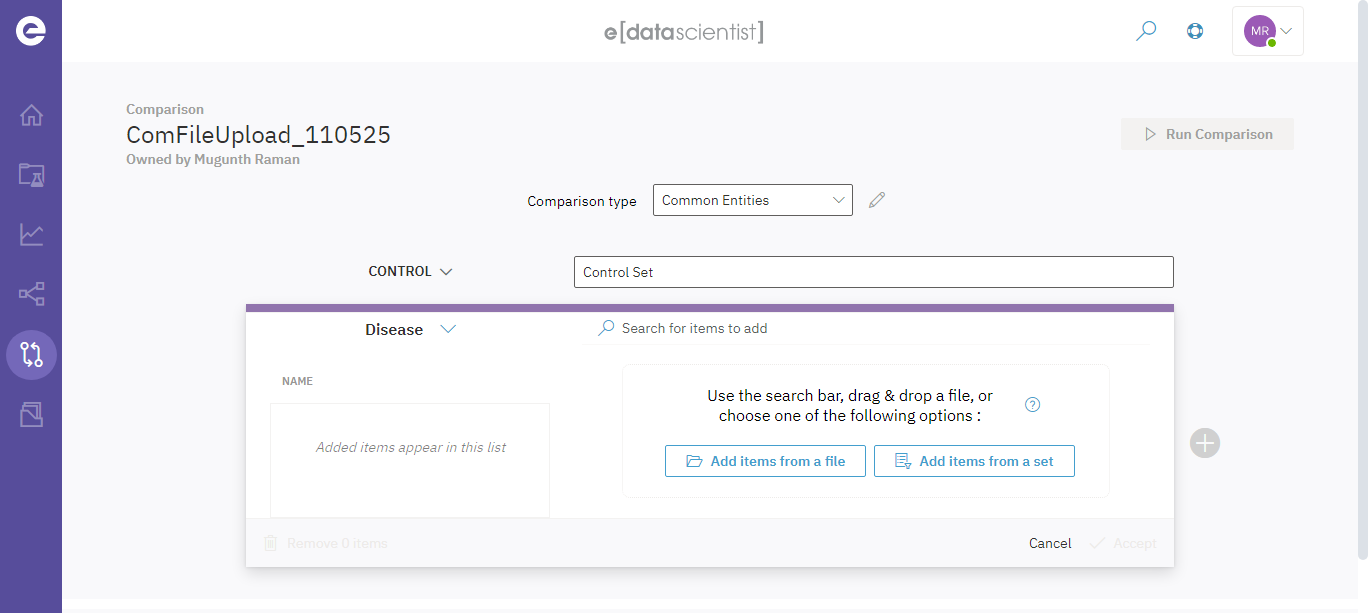 e[datascientist]
MR
Comparison
ComFileUpload_110525
Owned by Mugunth Raman
Run Comparison
Comparison type
Common Entities
CONTROL
Control Set
Disease
Search for items to add
NAME
Added items appear in this list
Use the search bar, drag & drop a file, or
choose one of the following options :
?
Add items from a file
Add items from a set
Remove 0 items
Cancel
Accept